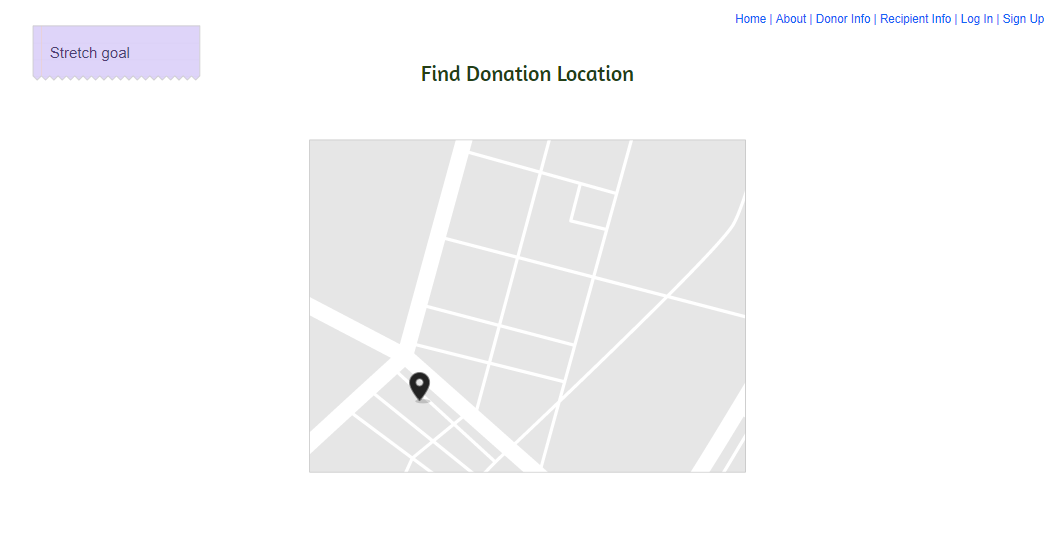 Home | About | Donor Info | Recipient Info | Log In | Sign Up
Stretch goal
Find Donation Location